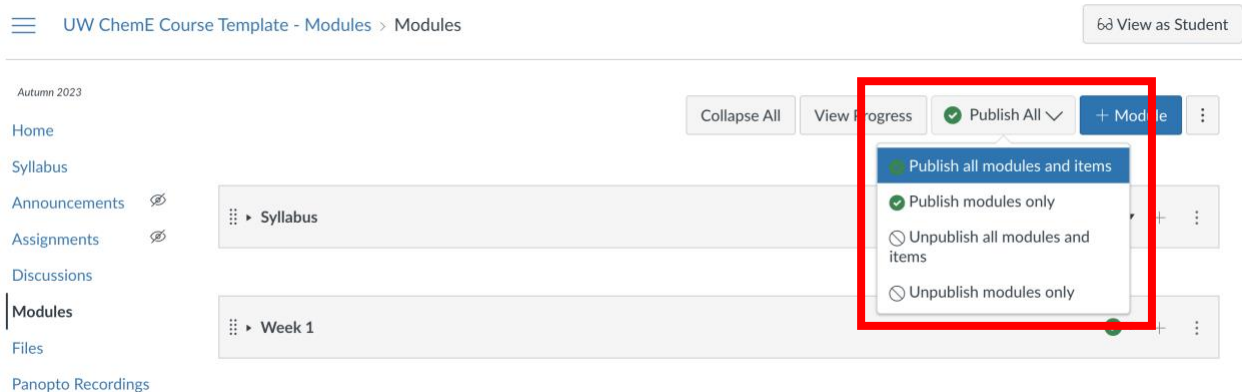 UW ChemE Course Template - Modules > Modules
View as Student
Autumn 2023
Collapse All
View Progress
Publish All
+ Module
Home
Syllabus
Announcements
Assignments
Discussions
Modules
Files
Panopto Recordings
Publish all modules and items
Publish modules only
Unpublish all modules and
items
Unpublish modules only
Syllabus
Week 1